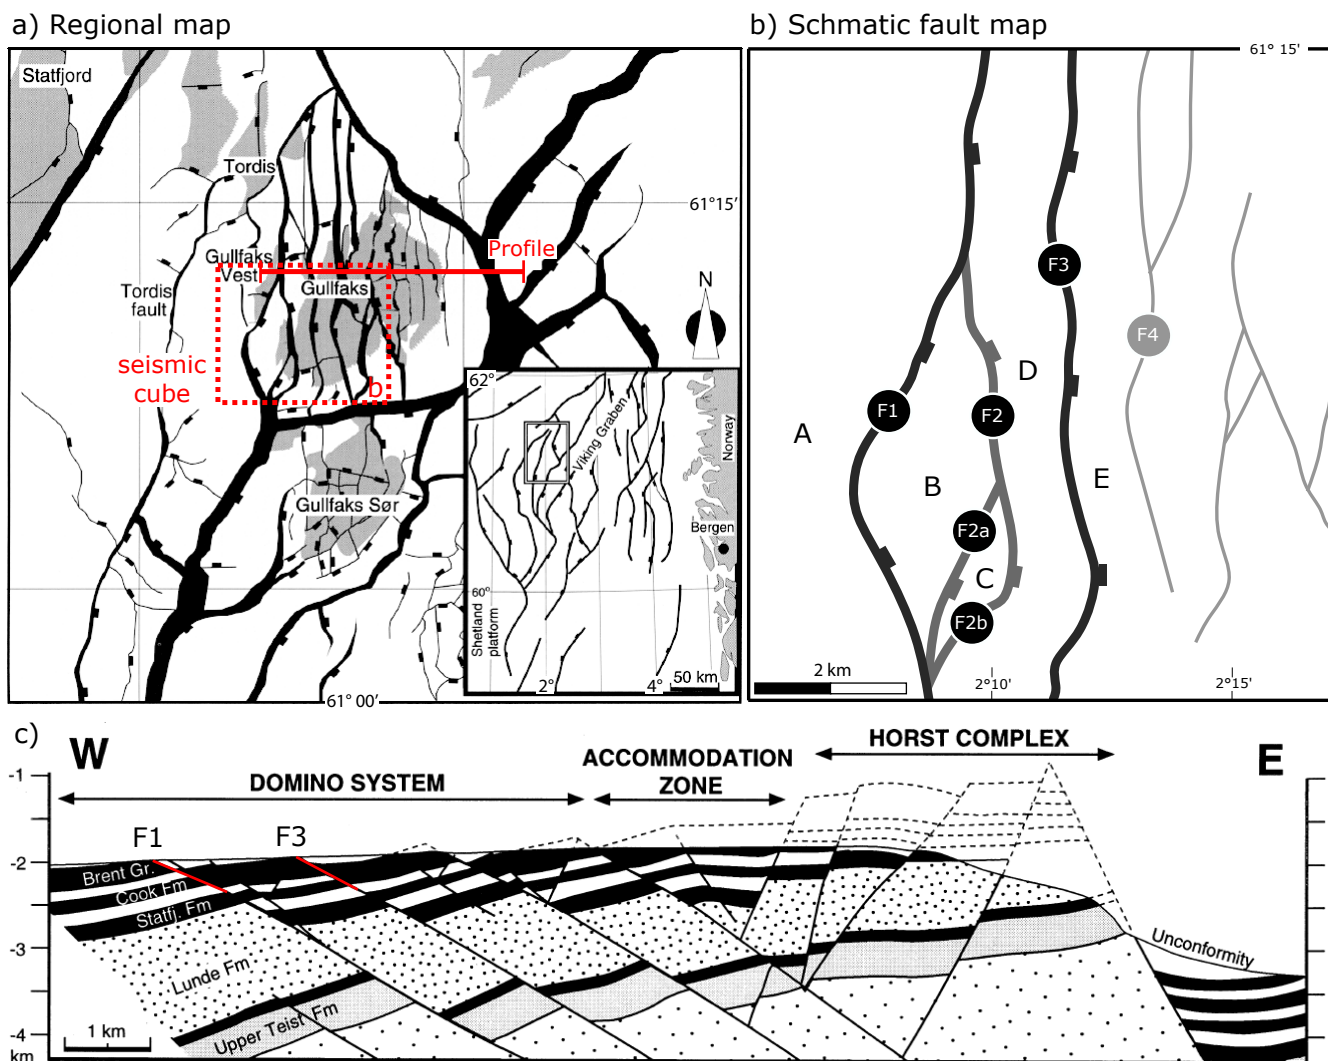 a) Regional map
b) Schmatic fault map
Statfjord
Tordis
61°15'
Gullfaks
Vest
Profile
Gullfaks
Tordis
fault
N
seismic
cube
b
62°
Viking Graben
Norway
Gullfaks Sør
Bergen
60°
Shetland
platform
2°
4°
50 km
61° 00'
61° 15'
F3
F4
D
A
F1
F2
B
E
F2a
C
F2b
2 km
2°10'
2°15'
c)
W
HORST COMPLEX
E
ACCOMMODATION
ZONE
DOMINO SYSTEM
-1
F1
F3
-2
Brent Gr.
Cook Fm
Statfj. Fm
-3
Lunde Fm
Unconformity
Upper Teist Fm
1 km
-4
km